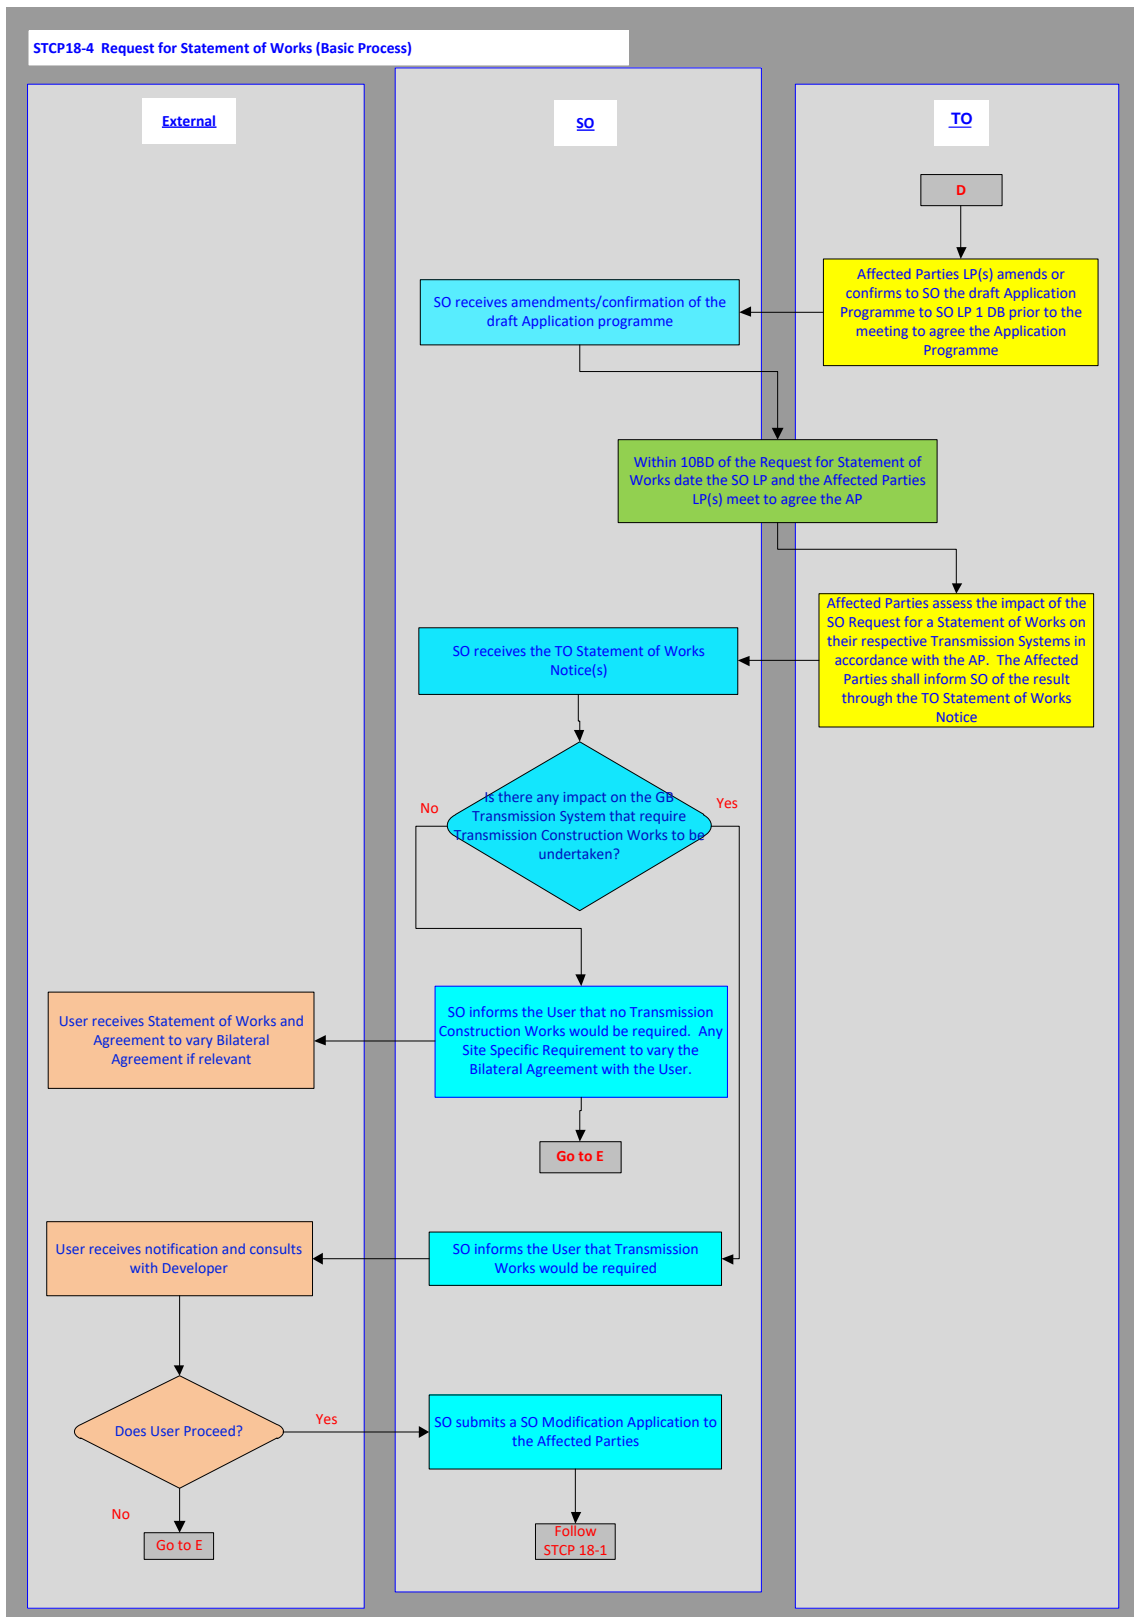 STCP18-4 Request for Statement of Works (Basic Process)
External
SO
TO
D
Affected Parties LP(s) amends or
confirms to SO the draft Application
Programme to SO LP 1 DB prior to the
meeting to agree the Application
Programme
SO receives amendments/confirmation of the
draft Application programme
Within 10BD of the Request for Statement of
Works date the SO LP and the Affected Parties
LP(s) meet to agree the AP
Affected Parties assess the impact of the
SO Request for a Statement of Works on
their respective Transmission Systems in
accordance with the AP. The Affected
Parties shall inform SO of the result
through the TO Statement of Works
Notice
SO receives the TO Statement of Works
Notice(s)
Is there any impact on the GB
Transmission System that require
Transmission Construction Works to be
undertaken?
No
Yes
SO informs the User that no Transmission
Construction Works would be required. Any
Site Specific Requirement to vary the
Bilateral Agreement with the User.
User receives Statement of Works and
Agreement to vary Bilateral
Agreement if relevant
Go to E
SO informs the User that Transmission
Works would be required
User receives notification and consults
with Developer
Does User Proceed?
Yes
SO submits a SO Modification Application to
the Affected Parties
No
Go to E
Follow
STCP 18-1